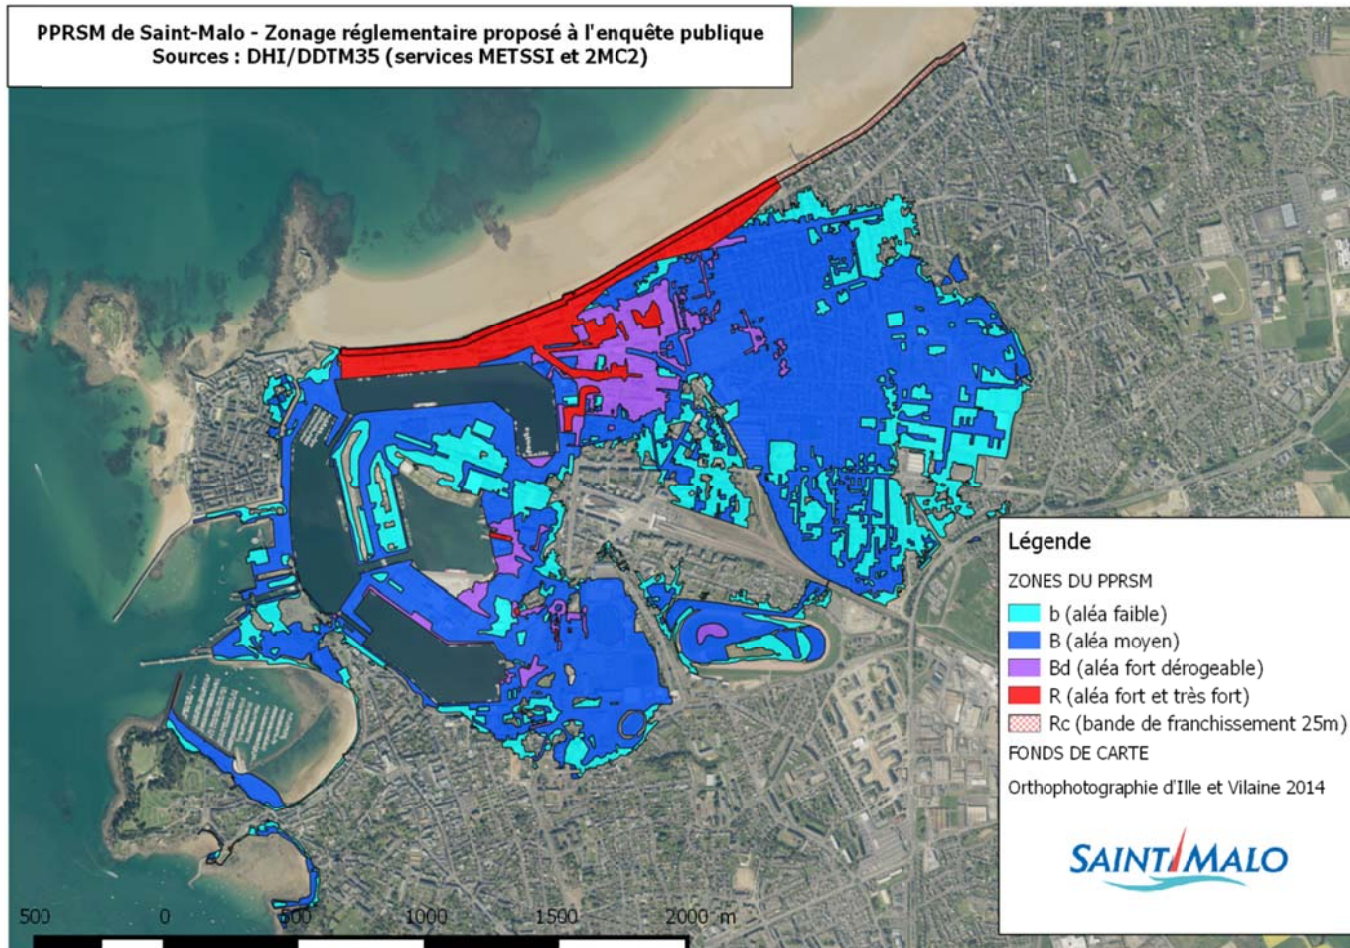 PPRSM de Saint-Malo - Zonage réglementaire proposé à l'enquête publique
Sources : DHI/DDTM35 (services METSSI et 2MC2)
Légende
ZONES DU PPRSM
b (aléa faible)
B (aléa moyen)
Bd (aléa fort dérogeable)
R (aléa fort et très fort)
Rc (bande de franchissement 25m)
FONDS DE CARTE
Orthophotographie d'Ille et Vilaine 2014
SAINT MALO
500 0 500 1000 1500 2000 m